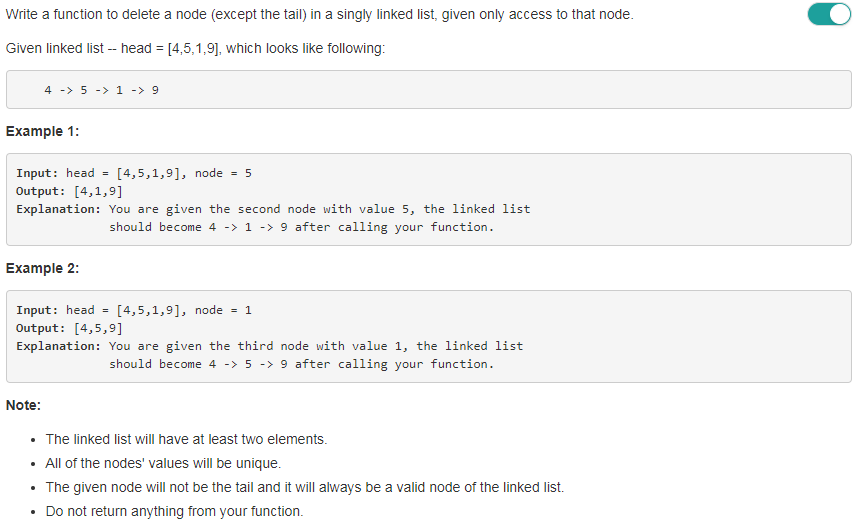 Write a function to delete a node (except the tail) in a singly linked list, given only access to that node.
Given linked list -- head = [4,5,1,9], which looks like following:
4 -> 5 -> 1 -> 9
Example 1:
Input: head = [4,5,1,9], node = 5
Output: [4,1,9]
Explanation: You are given the second node with value 5, the linked list
should become 4 -> 1 -> 9 after calling your function.
Example 2:
Input: head = [4,5,1,9], node = 1
Output: [4,5,9]
Explanation: You are given the third node with value 1, the linked list
should become 4 -> 5 -> 9 after calling your function.
Note:
• The linked list will have at least two elements.
• All of the nodes' values will be unique.
• The given node will not be the tail and it will always be a valid node of the linked list.
• Do not return anything from your function.